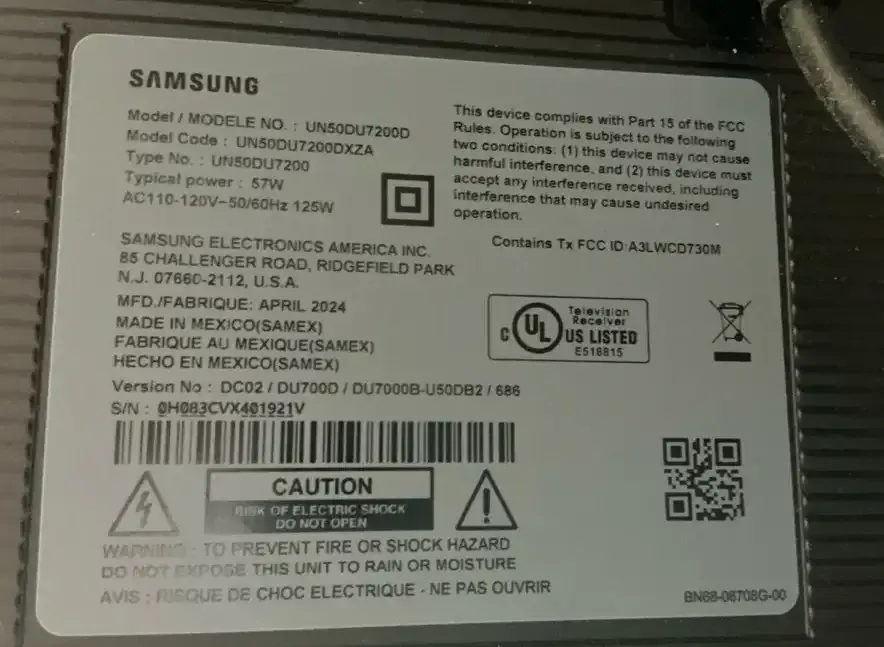 SAMSUNG
Model / MODELE NO. : UN50DU7200D
Model Code : UN50DU7200DXZA
Type No. : UN50DU7200
Typical power : 57W
AC110-120V~50/60Hz 125W
This device complies with Part 15 of the FCC
Rules. Operation is subject to the following
two conditions: (1) this device may not cause
harmful interference, and (2) this device must
accept any interference received, including
interference that may cause undesired
operation.
Contains Tx FCC ID:A3LWCD730M
SAMSUNG ELECTRONICS AMERICA INC.
85 CHALLENGER ROAD, RIDGEFIELD PARK
N.J. 07660-2112, U.S.A.
MFD./FABRIQUE: APRIL 2024
MADE IN MEXICO(SAMEX)
FABRIQUE AU MEXIQUE(SAMEX)
HECHO EN MEXICO(SAMEX)
C UL US LISTED
Television
Receiver
E518815
Version No : DC02 / DU700D / DU7000B-U50DB2 / 686
S/N : 0H083CVX401921V
CAUTION
RISK OF ELECTRIC SHOCK
DO NOT OPEN
WARNING : TO PREVENT FIRE OR SHOCK HAZARD
DO NOT EXPOSE THIS UNIT TO RAIN OR MOISTURE
AVIS : RISQUE DE CHOC ELECTRIQUE - NE PAS OUVRIR
BN68-06708G-00